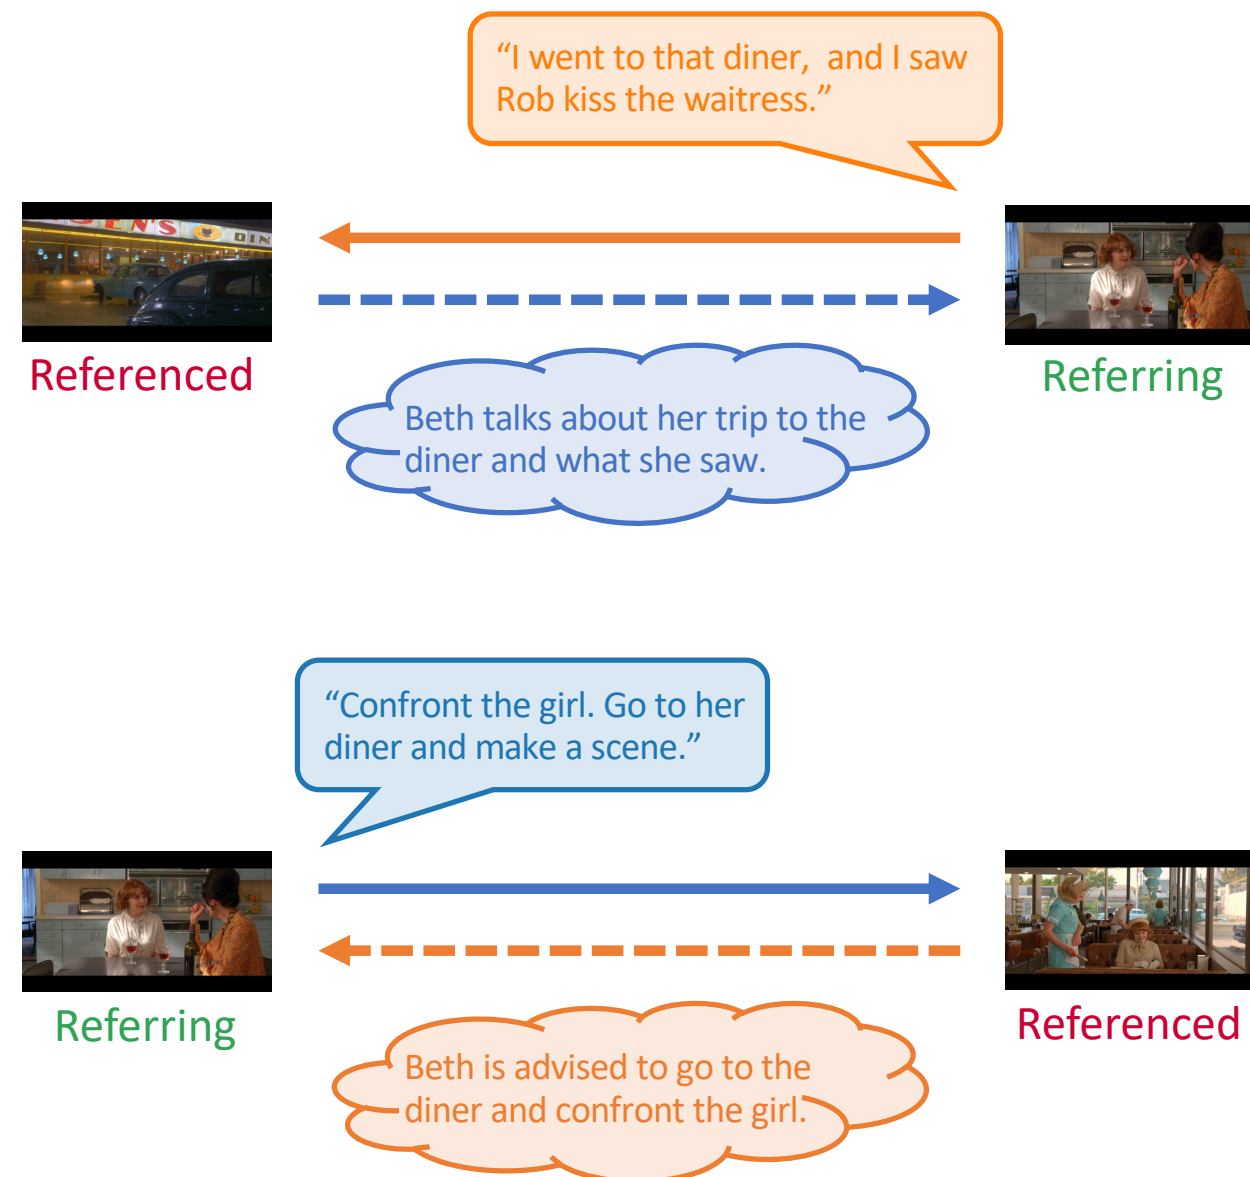 “I went to that diner,  and I saw
Rob kiss the waitress.”
SEN'S DIN
Referenced
Referring
Beth talks about her trip to the
diner and what she saw.
“Confront the girl. Go to her
diner and make a scene.”
Referring
Referenced
Beth is advised to go to the
diner and confront the girl.